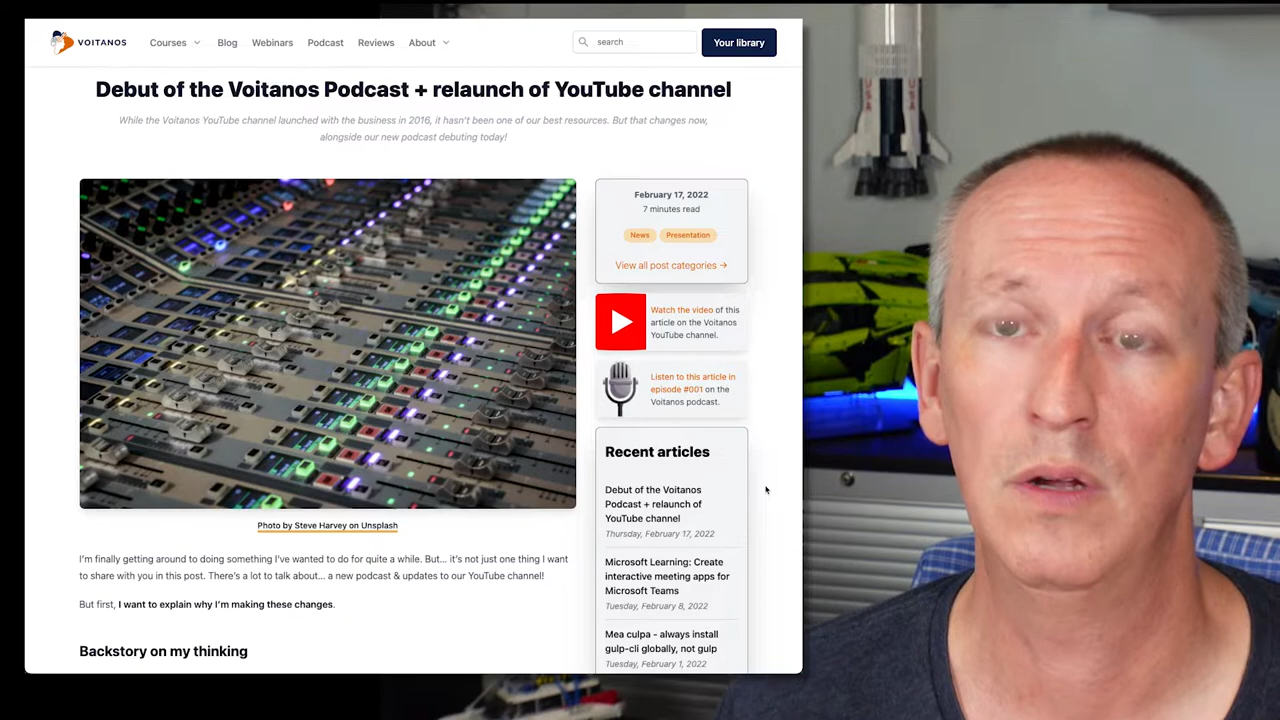 VOITANOS
Courses
Blog
Webinars
Podcast
Reviews
About
search
Your library
Debut of the Voitanos Podcast + relaunch of YouTube channel
While the Voitanos YouTube channel launched with the business in 2016, it hasn't been one of our best resources. But that changes now,
alongside our new podcast debuting today!
Photo by Steve Harvey on Unsplash
I'm finally getting around to doing something I've wanted to do for quite a while. But... it's not just one thing I want
to share with you in this post. There's a lot to talk about... a new podcast & updates to our YouTube channel!
But first, I want to explain why I'm making these changes.
Backstory on my thinking
February 17, 2022
7 minutes read
News
Presentation
View all post categories →
Watch the video of this
article on the Voitanos
YouTube channel.
Listen to this article in
episode #001 on the
Voitanos podcast.
Recent articles
Debut of the Voitanos
Podcast + relaunch of
YouTube channel
Thursday, February 17, 2022
Microsoft Learning: Create
interactive meeting apps for
Microsoft Teams
Tuesday, February 8, 2022
Mea culpa - always install
gulp-cli globally, not gulp
Tuesday, February 1, 2022
USA
USA